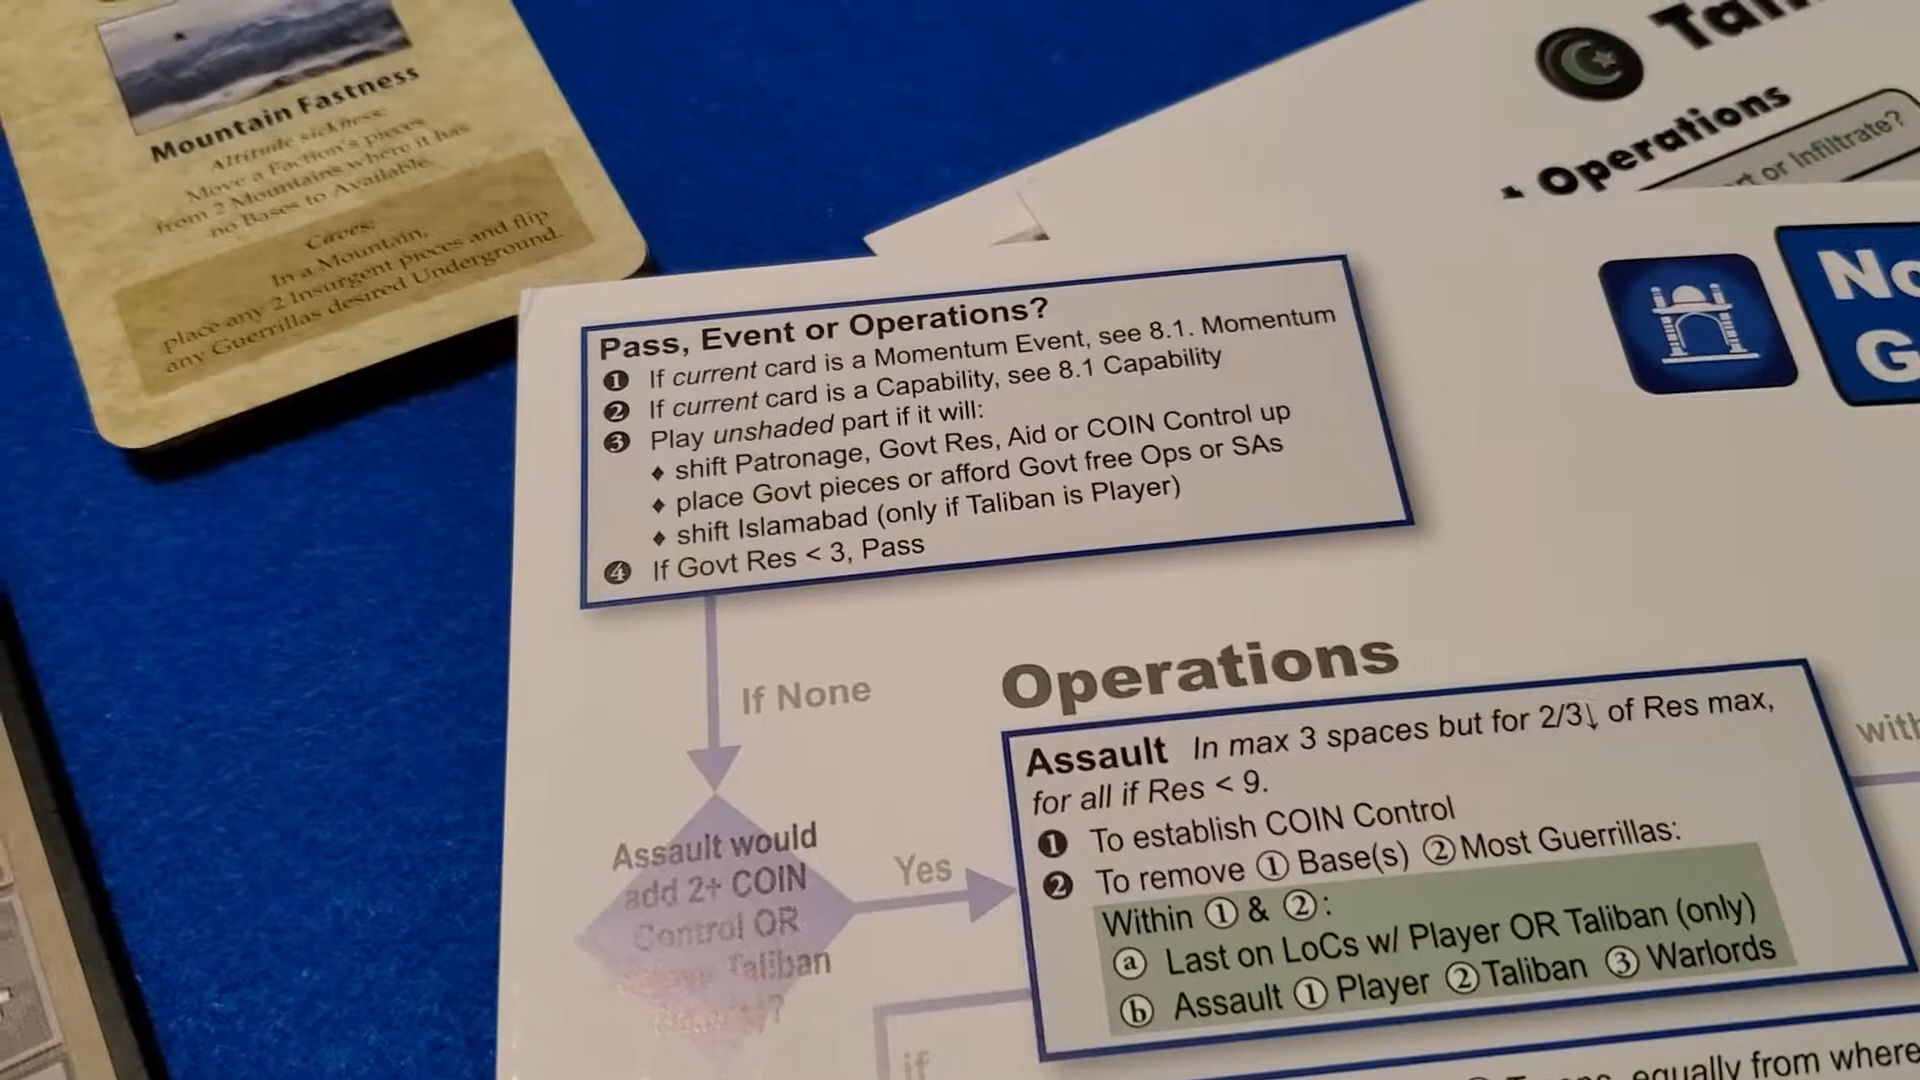 Mountain Fastness
Altitude sickness:
Move a Faction's pieces
from 2 Mountains where it has
no Bases to Available.
Caves:
In a Mountain,
place any 2 Insurgent pieces and flip
any Guerrillas desired Underground.
Operations
or Infiltrate?
No
G
Pass, Event or Operations?
❶ If current card is a Momentum Event, see 8.1. Momentum
❷ If current card is a Capability, see 8.1 Capability
❸ Play unshaded part if it will:
♦ shift Patronage, Govt Res, Aid or COIN Control up
♦ place Govt pieces or afford Govt free Ops or SAs
♦ shift Islamabad (only if Taliban is Player)
❹ If Govt Res < 3, Pass
If None
Operations
Assault would
add 2+ COIN
Control OR
Taliban
Yes
Assault In max 3 spaces but for 2/3↓ of Res max,
for all if Res < 9.
❶ To establish COIN Control
❷ To remove ① Base(s) ② Most Guerrillas:
Within ① & ②:
ⓐ Last on LoCs w/ Player OR Taliban (only)
ⓑ Assault ① Player ② Taliban ③ Warlords
if
equally from where